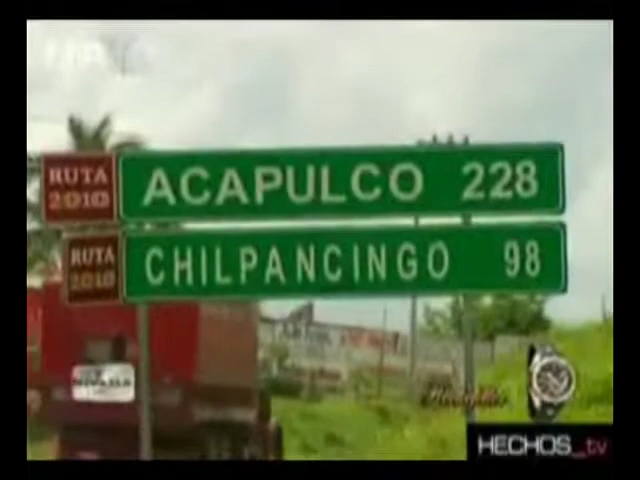 RUTA 2010
ACAPULCO 228
RUTA 2010
CHILPANCINGO 98
HECHOS_tv